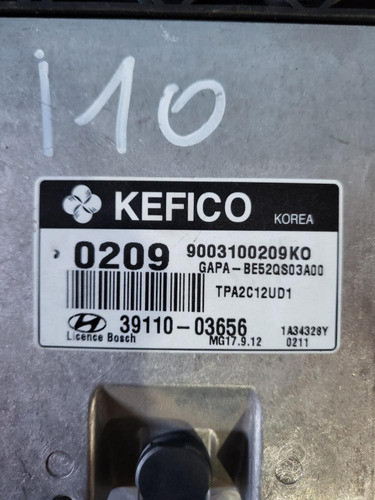 i10
KEFICO KOREA
0209 9003100209KO
GAPA-BE52QS03A00
TPA2C12UD1
39110-03656
Licence Bosch MG17.9.12 1A34328Y
0211